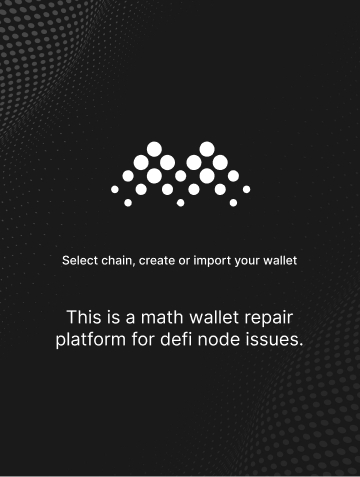 Select chain, create or import your wallet
This is a math wallet repair
platform for defi node issues.